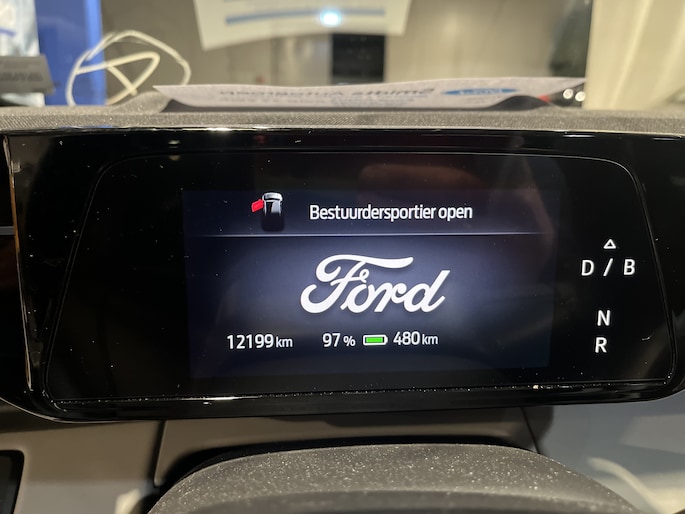 Bestuurdersportier open
Ford
12199 km 97 % 480 km
D / B
N
R